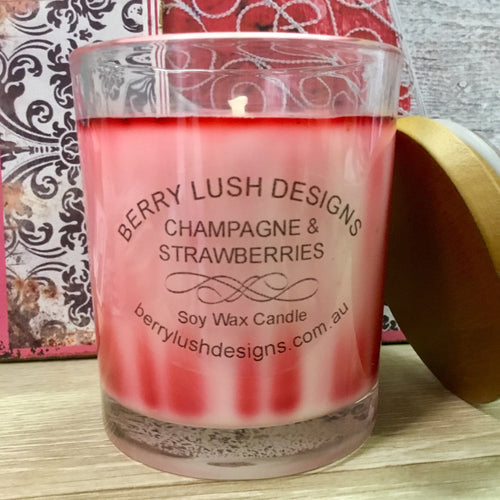 BERRY LUSH DESIGNS
CHAMPAGNE &
STRAWBERRIES
Soy Wax Candle
berrylushdesigns.com.au